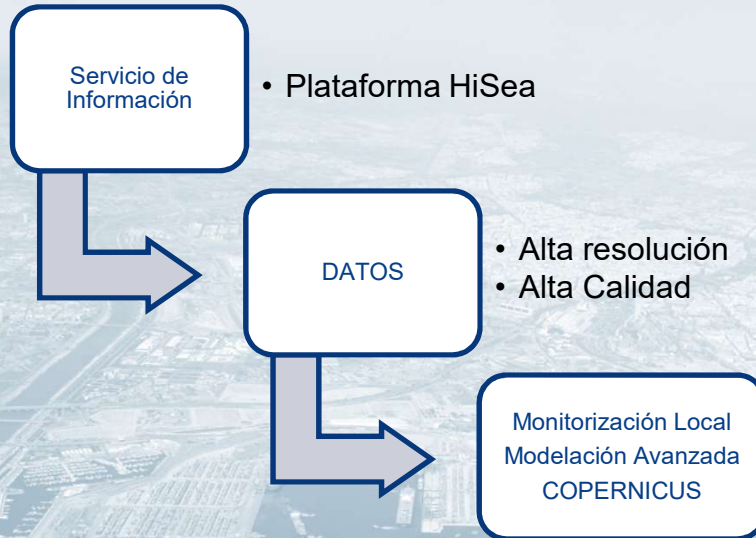 Servicio de
Información
• Plataforma HiSea
DATOS
• Alta resolución
• Alta Calidad
Monitorización Local
Modelación Avanzada
COPERNICUS